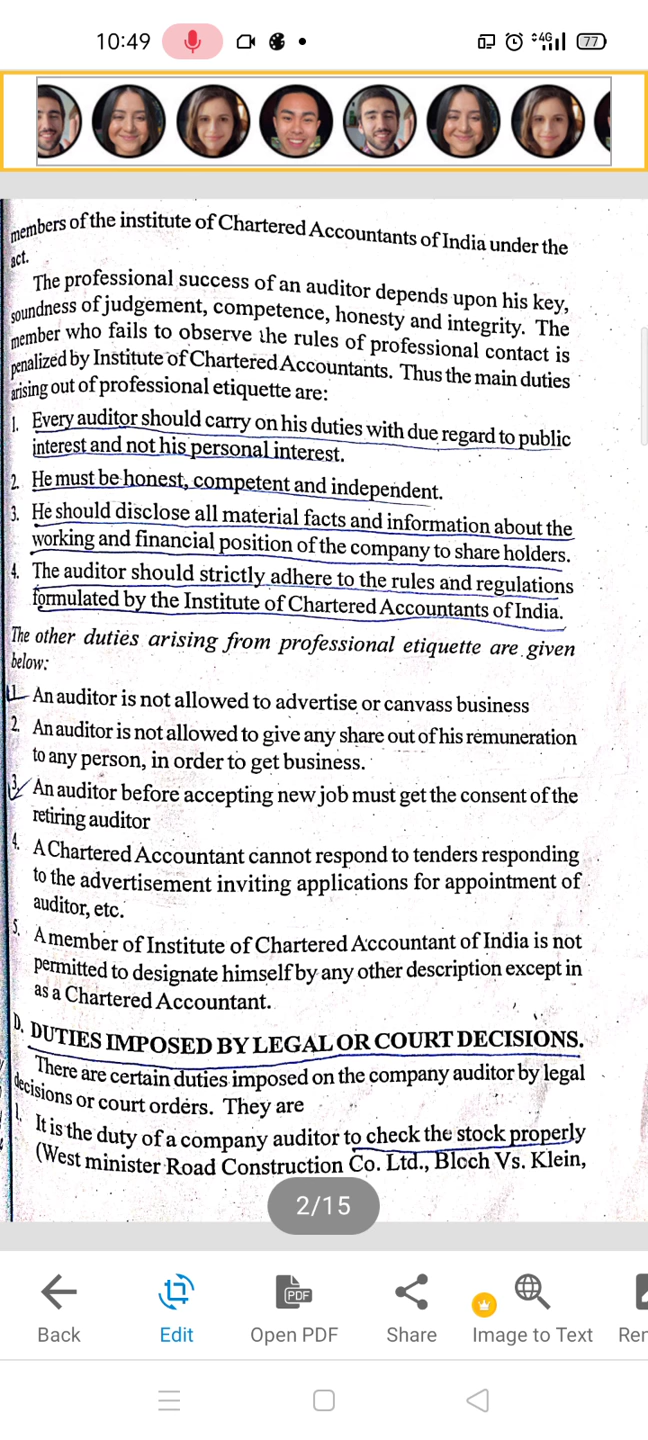 10:49
4G
77
members of the institute of Chartered Accountants of India under the
act.
The professional success of an auditor depends upon his key,
soundness of judgement, competence, honesty and integrity. The
member who fails to observe the rules of professional contact is
penalized by Institute of Chartered Accountants. Thus the main duties
arising out of professional etiquette are:
1. Every auditor should carry on his duties with due regard to public
interest and not his personal interest.
2. He must be honest, competent and independent.
3. He should disclose all material facts and information about the
working and financial position of the company to share holders.
4. The auditor should strictly adhere to the rules and regulations
formulated by the Institute of Chartered Accountants of India.
The other duties arising from professional etiquette are given
below:
1. An auditor is not allowed to advertise or canvass business
2. An auditor is not allowed to give any share out of his remuneration
to any person, in order to get business.
3. An auditor before accepting new job must get the consent of the
retiring auditor
4. A Chartered Accountant cannot respond to tenders responding
to the advertisement inviting applications for appointment of
auditor, etc.
5. A member of Institute of Chartered Accountant of India is not
permitted to designate himself by any other description except in
as a Chartered Accountant.
D. DUTIES IMPOSED BY LEGAL OR COURT DECISIONS.
There are certain duties imposed on the company auditor by legal
decisions or court orders. They are
1. It is the duty of a company auditor to check the stock properly
(West minister Road Construction Co. Ltd., Bloch Vs. Klein,
2/15
PDF
Back
Edit
Open PDF
Share
Image to Text
Ren